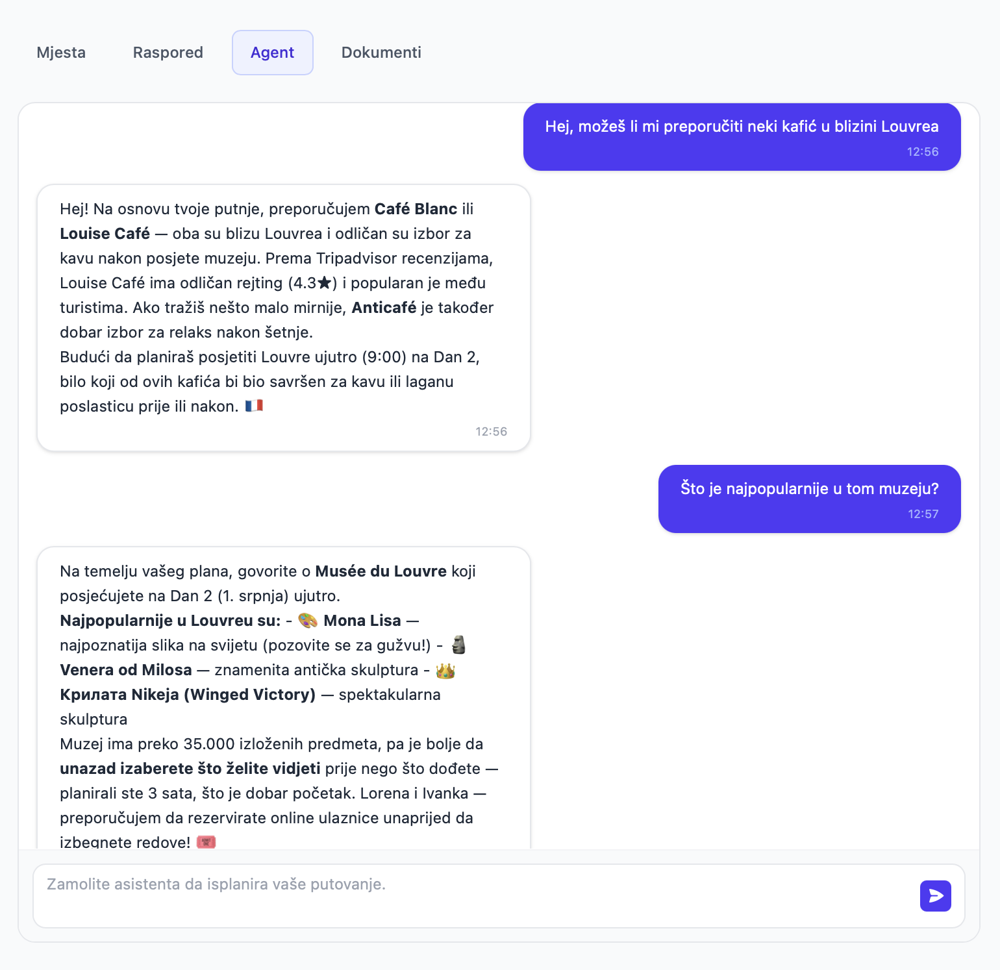 Mjesta
Raspored
Agent
Dokumenti
Hej, možeš li mi preporučiti neki kafić u blizini Louvrea
12:56
Hej! Na osnovu tvoje putnje, preporučujem Café Blanc ili
Louise Café — oba su blizu Louvrea i odličan su izbor za
kavu nakon posjete muzeju. Prema Tripadvisor recenzijama,
Louise Café ima odličan rejting (4.3★) i popularan je među
turistima. Ako tražiš nešto malo mirnije, Anticafé je također
dobar izbor za relaks nakon šetnje.
Budući da planiraš posjetiti Louvre ujutro (9:00) na Dan 2,
bilo koji od ovih kafića bi bio savršen za kavu ili laganu
poslasticu prije ili nakon. 🇫🇷
12:56
Što je najpopularnije u tom muzeju?
12:57
Na temelju vašeg plana, govorite o Musée du Louvre koji
posjećujete na Dan 2 (1. srpnja) ujutro.
Najpopularnije u Louvreu su: - 🎨 Mona Lisa —
najpoznatija slika na svijetu (pozovite se za gužvu!) - 🗿
Venera od Milosa — znamenita antička skulptura - 👑
Крилата Nikeja (Winged Victory) — spektakularna
skulptura
Muzej ima preko 35.000 izloženih predmeta, pa je bolje da
unazad izaberete što želite vidjeti prije nego što dođete —
planirali ste 3 sata, što je dobar početak. Lorena i Ivanka —
preporučujem da rezervirate online ulaznice unaprijed da
izbegnete redove! 🎟️
Zamolite asistenta da isplanira vaše putovanje.